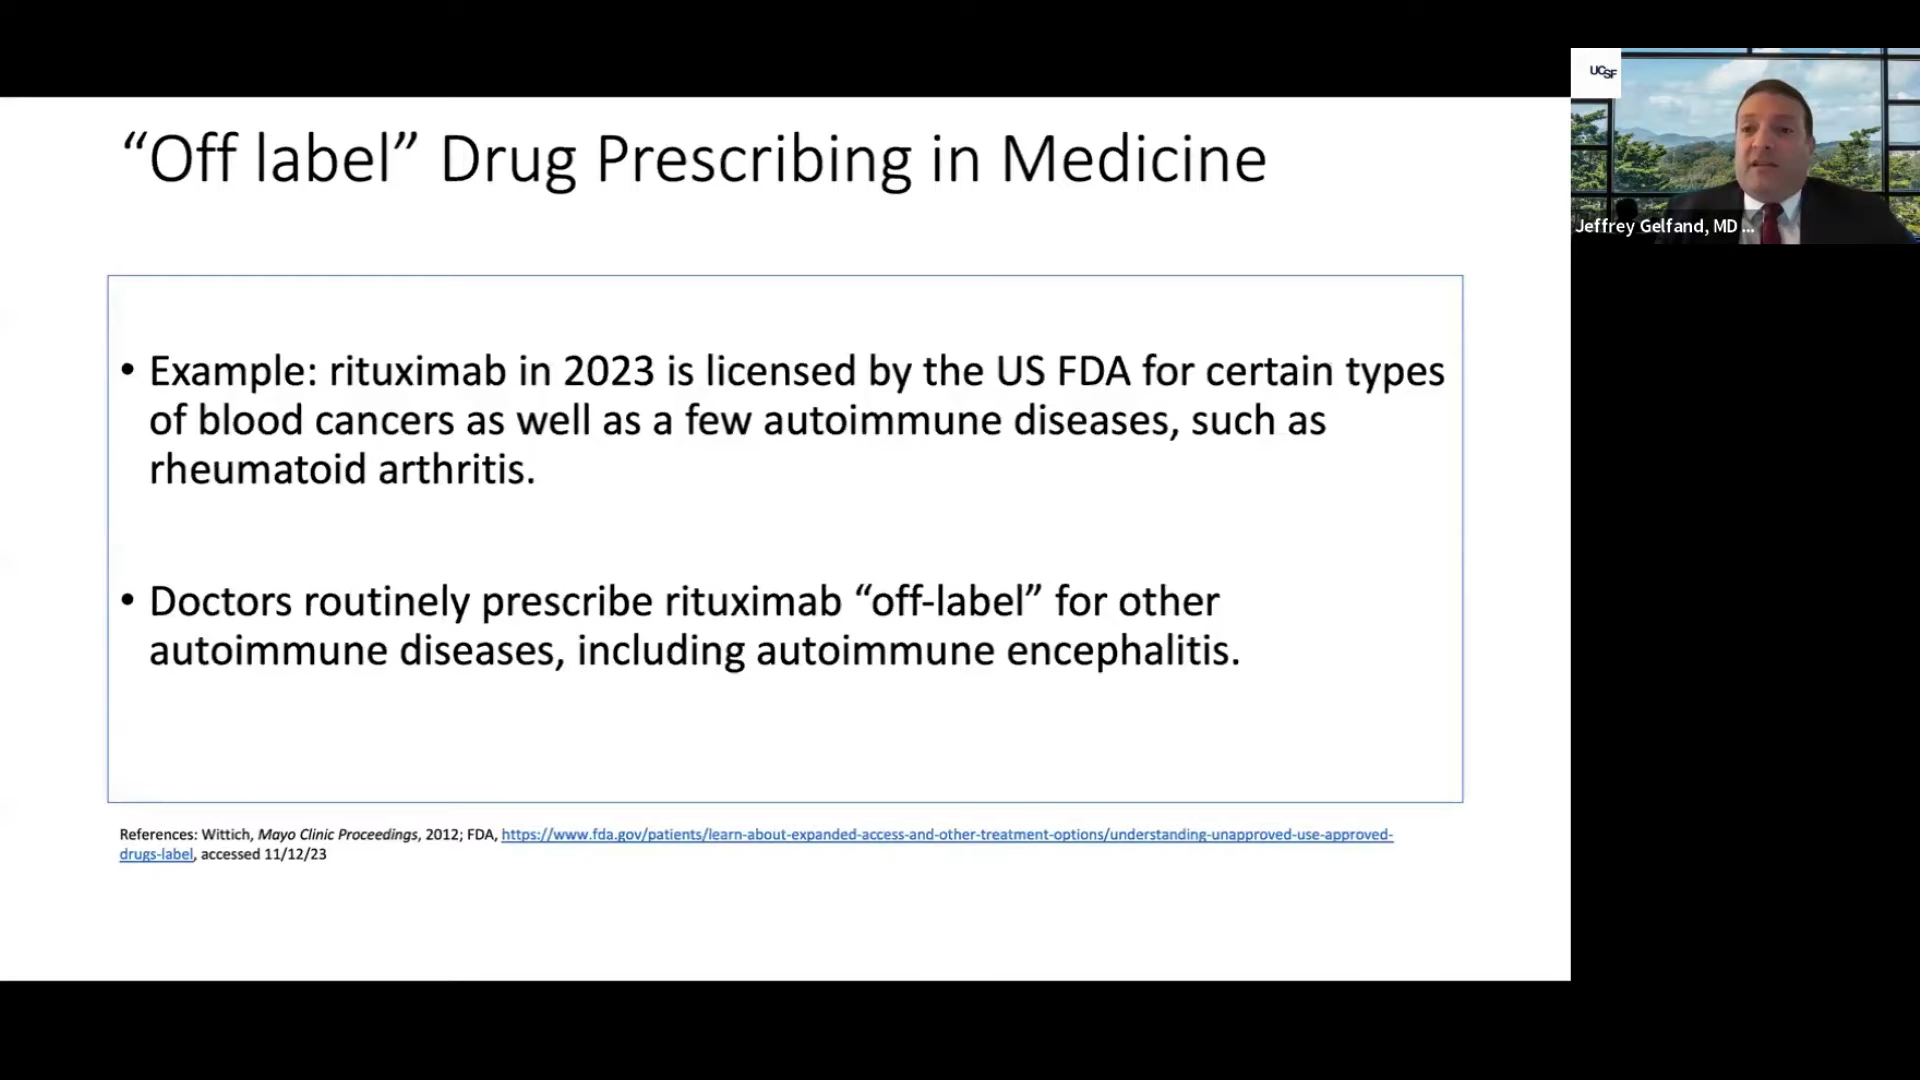 “Off label” Drug Prescribing in Medicine
• Example: rituximab in 2023 is licensed by the US FDA for certain types
of blood cancers as well as a few autoimmune diseases, such as
rheumatoid arthritis.
• Doctors routinely prescribe rituximab “off-label” for other
autoimmune diseases, including autoimmune encephalitis.
References: Wittich, Mayo Clinic Proceedings, 2012; FDA, https://www.fda.gov/patients/learn-about-expanded-access-and-other-treatment-options/understanding-unapproved-use-approved-
drugs-label, accessed 11/12/23
UCSF
Jeffrey Gelfand, MD ...